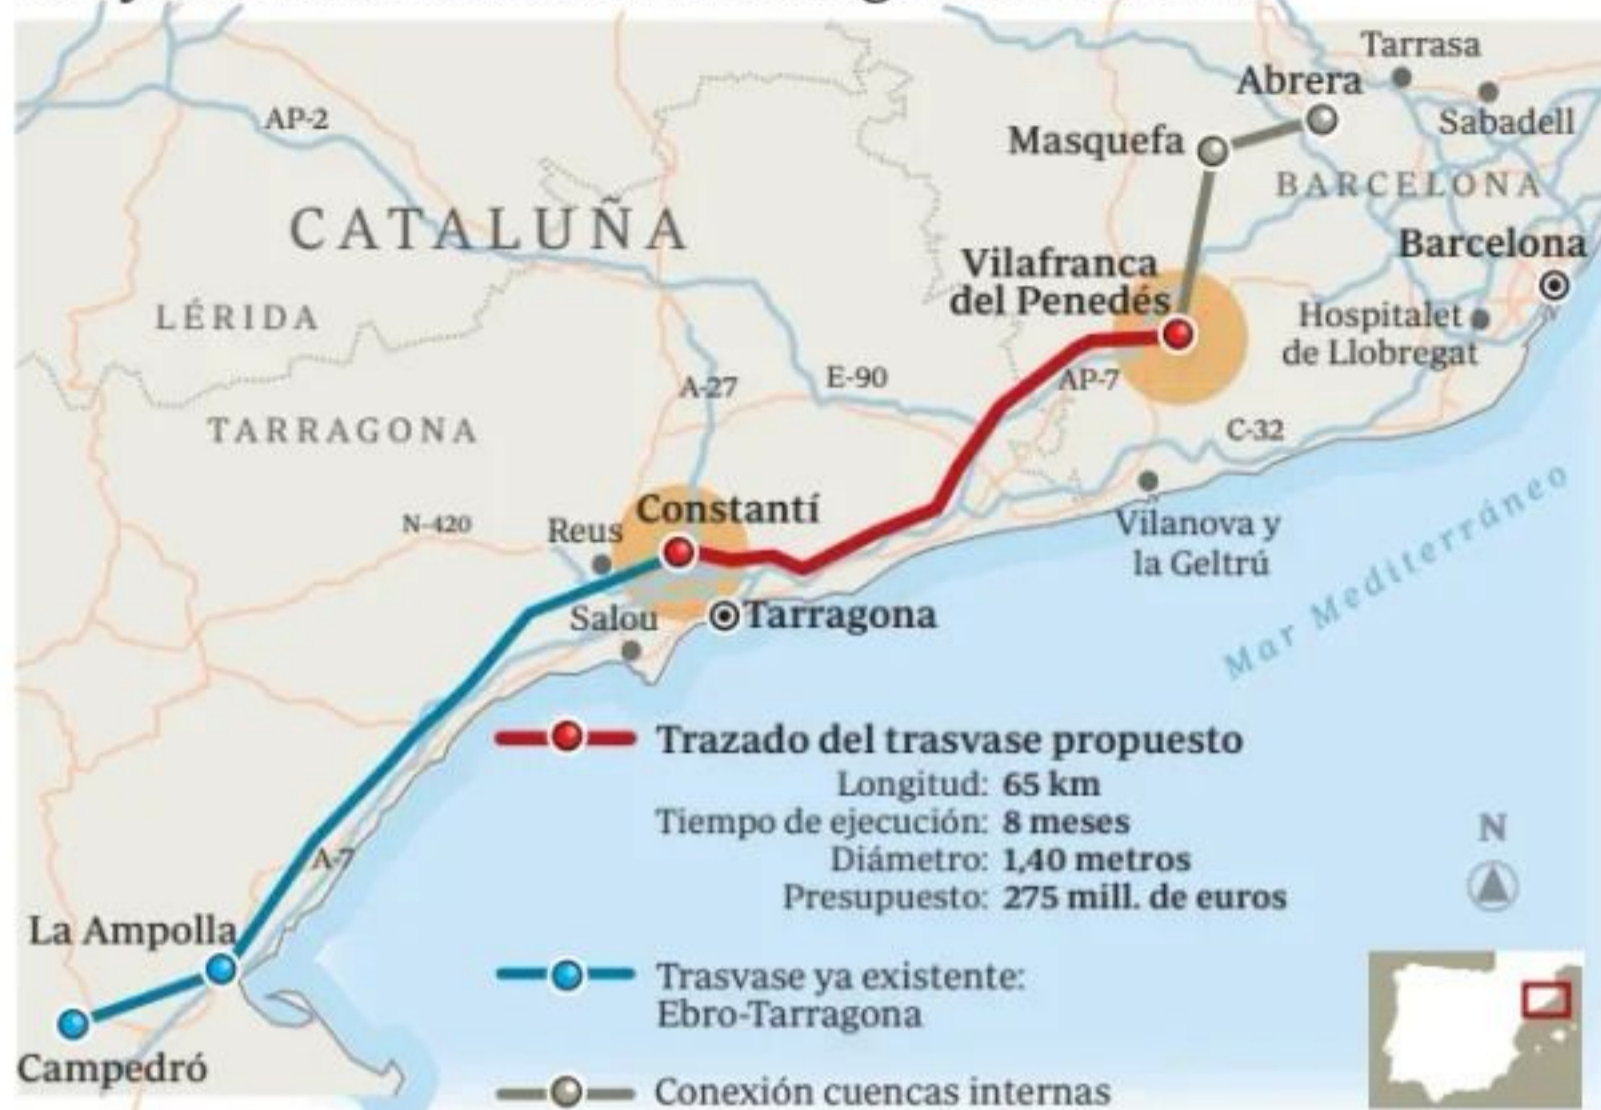 Tarrasa
Abrera
AP-2
Sabadell
Masquefa
BARCELONA
CATALUÑA
Barcelona
Vilafranca
del Penedés
LÉRIDA
Hospitalet
de Llobregat
A-27
E-90
AP-7
TARRAGONA
C-32
Constantí
N-420
Reus
Vilanova y
la Geltrú
Mar Mediterráneo
Salou
Tarragona
Trazado del trasvase propuesto
Longitud: 65 km
Tiempo de ejecución: 8 meses
Diámetro: 1,40 metros
Presupuesto: 275 mill. de euros
N
A-7
La Ampolla
Trasvase ya existente:
Ebro-Tarragona
Campedró
Conexión cuencas internas